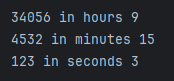 34056 in hours 9
4532 in minutes 15
123 in seconds 3